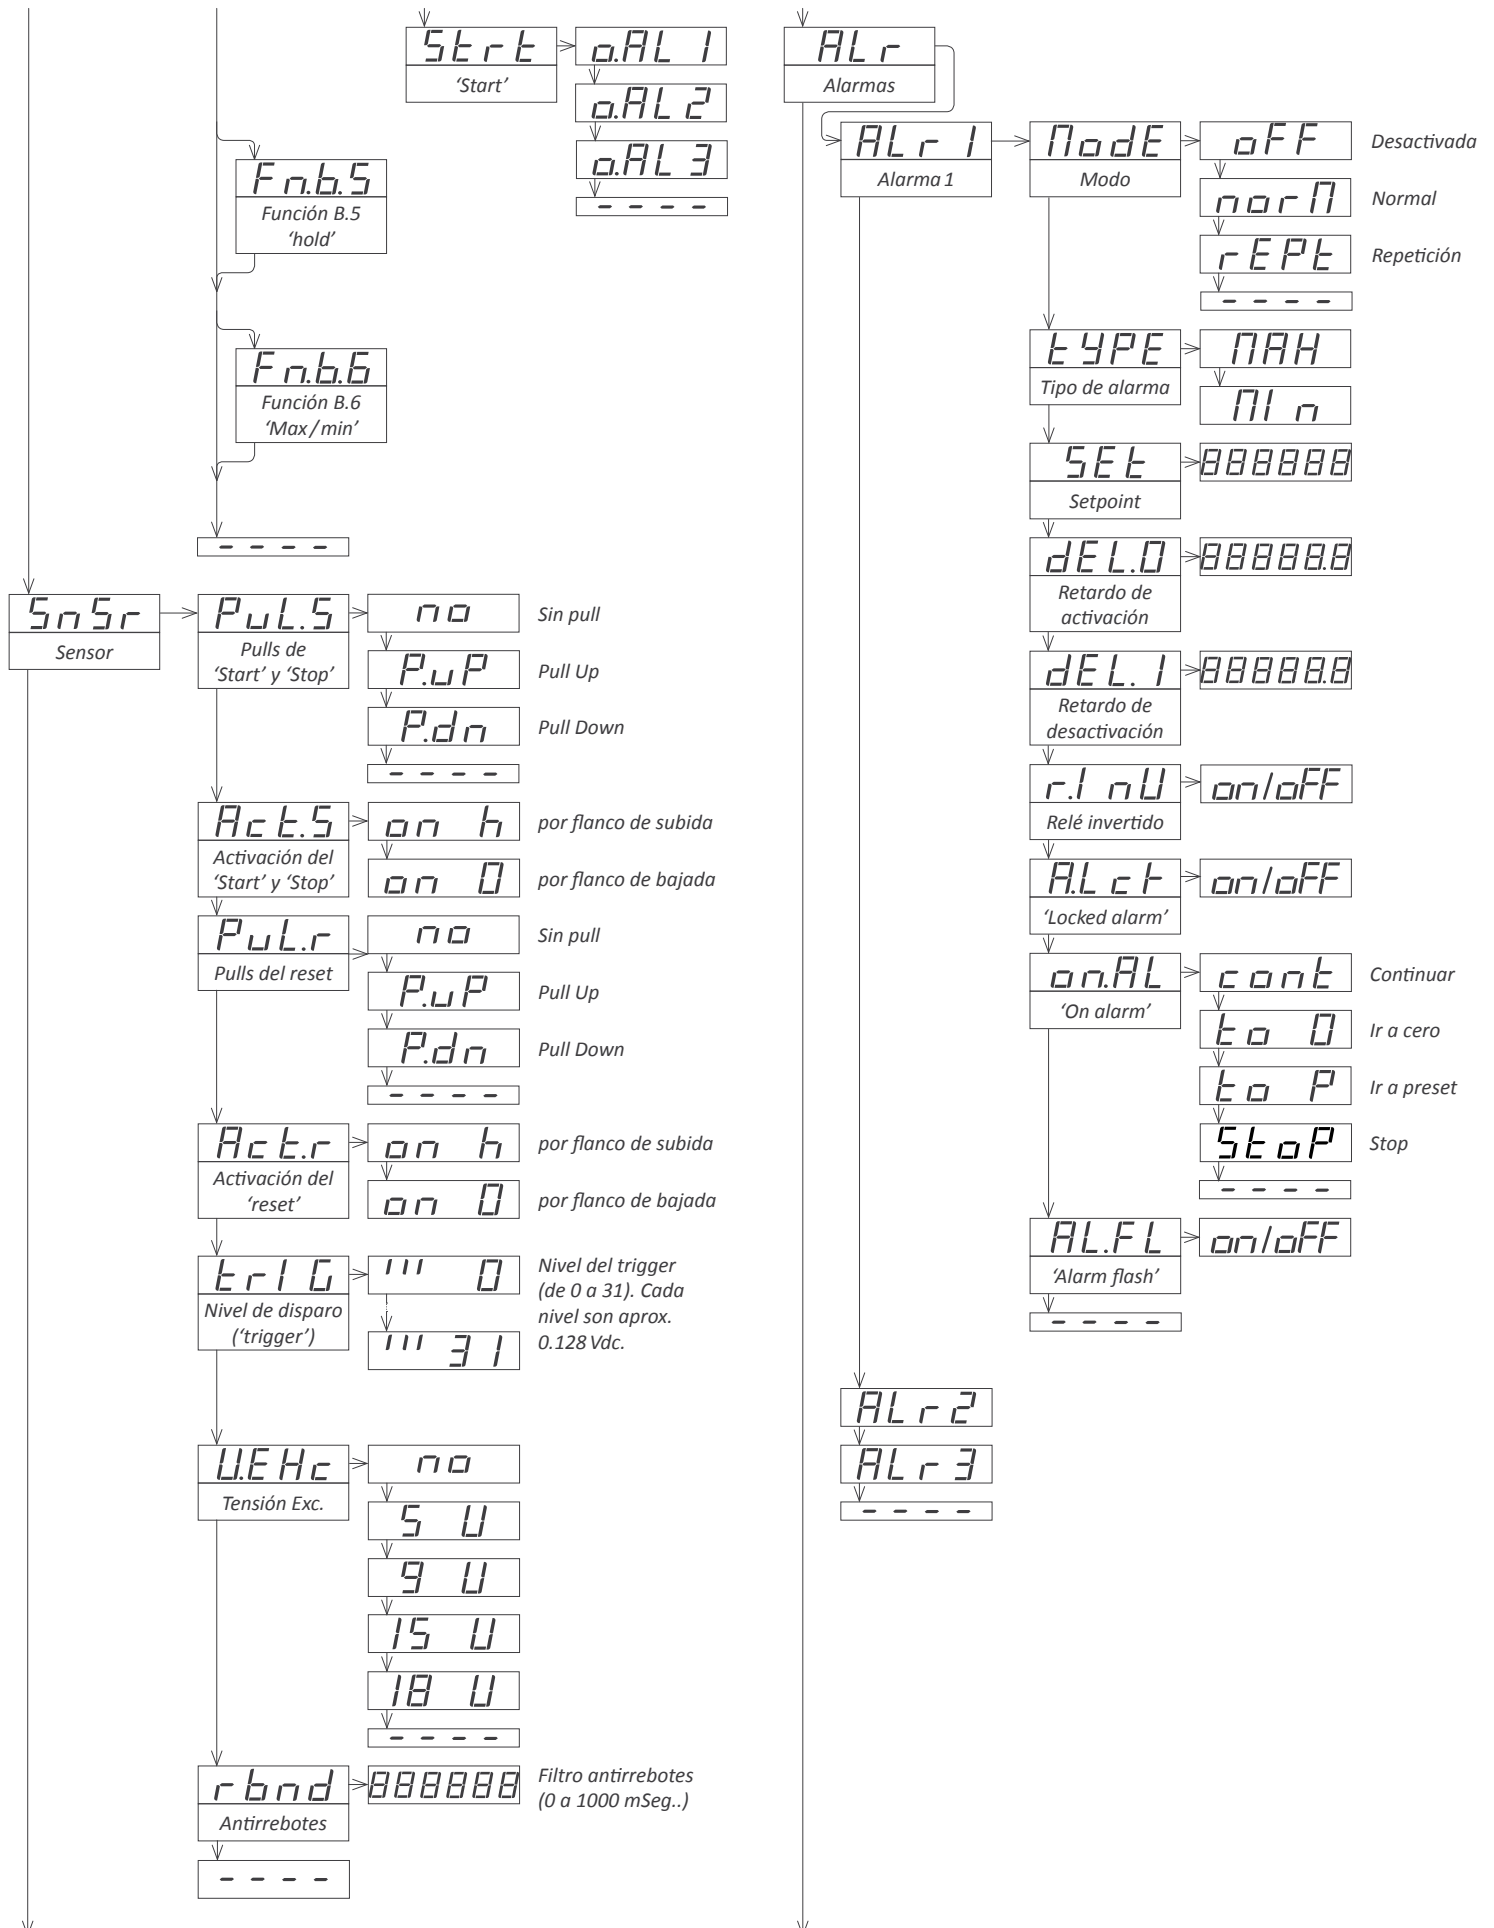 Strt
'Start'
o.AL 1
o.AL 2
o.AL 3
- - - -
Fn.b.5
Función B.5
'hold'
Fn.b.6
Función B.6
'Max/min'
- - - -
SnSr
Sensor
PuL.S
Pulls de
'Start' y 'Stop'
no
Sin pull
P.uP
Pull Up
P.dn
Pull Down
- - - -
Act.S
Activación del
'Start' y 'Stop'
on h
por flanco de subida
on 0
por flanco de bajada
PuL.r
Pulls del reset
no
Sin pull
P.uP
Pull Up
P.dn
Pull Down
- - - -
Act.r
Activación del
'reset'
on h
por flanco de subida
on 0
por flanco de bajada
trIG
Nivel de disparo
('trigger')
''' 0
''' 31
Nivel del trigger
(de 0 a 31). Cada
nivel son aprox.
0.128 Vdc.
U.EHc
Tensión Exc.
no
5 U
9 U
15 U
18 U
- - - -
rbnd
Antirrebotes
888888
Filtro antirrebotes
(0 a 1000 mSeg..)
- - - -
ALr
Alarmas
ALr 1
Alarma 1
ModE
Modo
oFF
Desactivada
norM
Normal
rEPt
Repetición
- - - -
tYPE
Tipo de alarma
MAH
MIn
SEt
Setpoint
888888
dEL.0
Retardo de
activación
88888.8
dEL.1
Retardo de
desactivación
88888.8
r.InU
Relé invertido
on/oFF
A.Lck
'Locked alarm'
on/oFF
on.AL
'On alarm'
cont
Continuar
to 0
Ir a cero
to P
Ir a preset
StoP
Stop
- - - -
AL.FL
'Alarm flash'
on/oFF
- - - -
ALr2
ALr3
- - - -